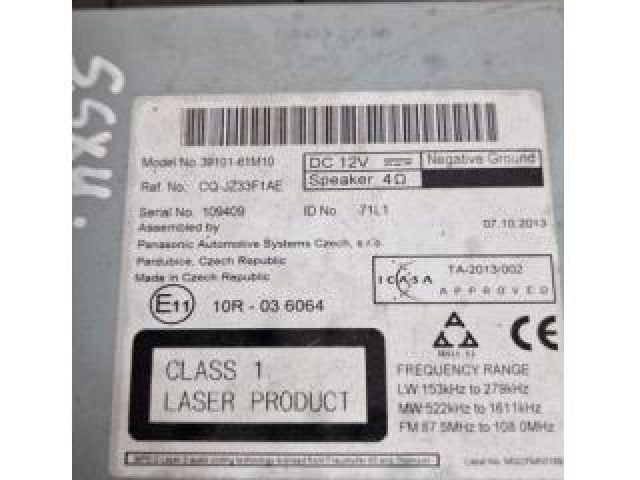 Model No. 39101-61M10
DC 12V
Negative Ground
Speaker 4Ω
Ref. No. CQ-JZ33F1AE
Serial No. 109409
ID No. 71L1
07.10.2013
Assembled by
Panasonic Automotive Systems Czech, s.r.o.
Pardubice, Czech Republic
Made in Czech Republic
ICASA
TA-2013/002
APPROVED
E11
10R - 03 6064
CE
CLASS 1
LASER PRODUCT
FREQUENCY RANGE
LW 153kHz to 279kHz
MW 522kHz to 1611kHz
FM 87.5MHz to 108.0MHz